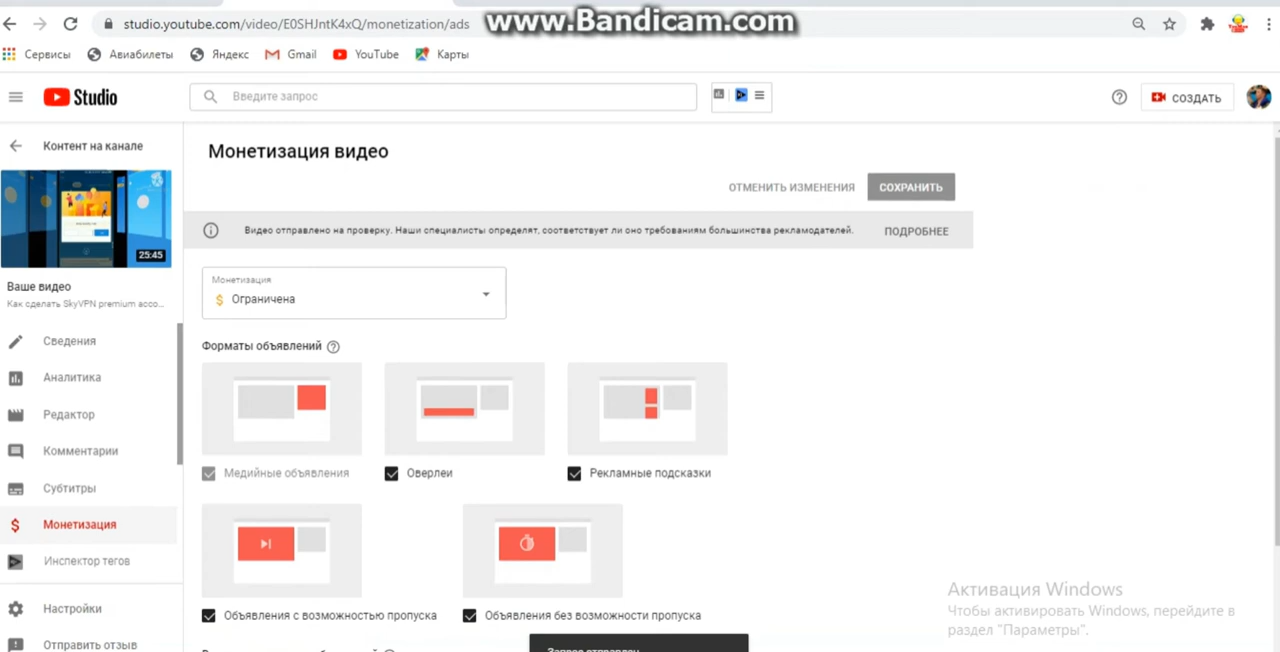 studio.youtube.com/video/E0SHJntK4xQ/monetization/ads
www.Bandicam.com
Сервисы
Авиабилеты
Яндекс
Gmail
YouTube
Карты
Studio
Введите запрос
СОЗДАТЬ
Контент на канале
25:45
Ваше видео
Как сделать SkyVPN premium acco...
Сведения
Аналитика
Редактор
Комментарии
Субтитры
Монетизация
Инспектор тегов
Настройки
Отправить отзыв
Монетизация видео
ОТМЕНИТЬ ИЗМЕНЕНИЯ
СОХРАНИТЬ
Видео отправлено на проверку. Наши специалисты определят, соответствует ли оно требованиям большинства рекламодателей.
ПОДРОБНЕЕ
Монетизация
Ограничена
Форматы объявлений
Медийные объявления
Оверлеи
Рекламные подсказки
Объявления с возможностью пропуска
Объявления без возможности пропуска
Запрос отправлен
Активация Windows
Чтобы активировать Windows, перейдите в
раздел "Параметры".